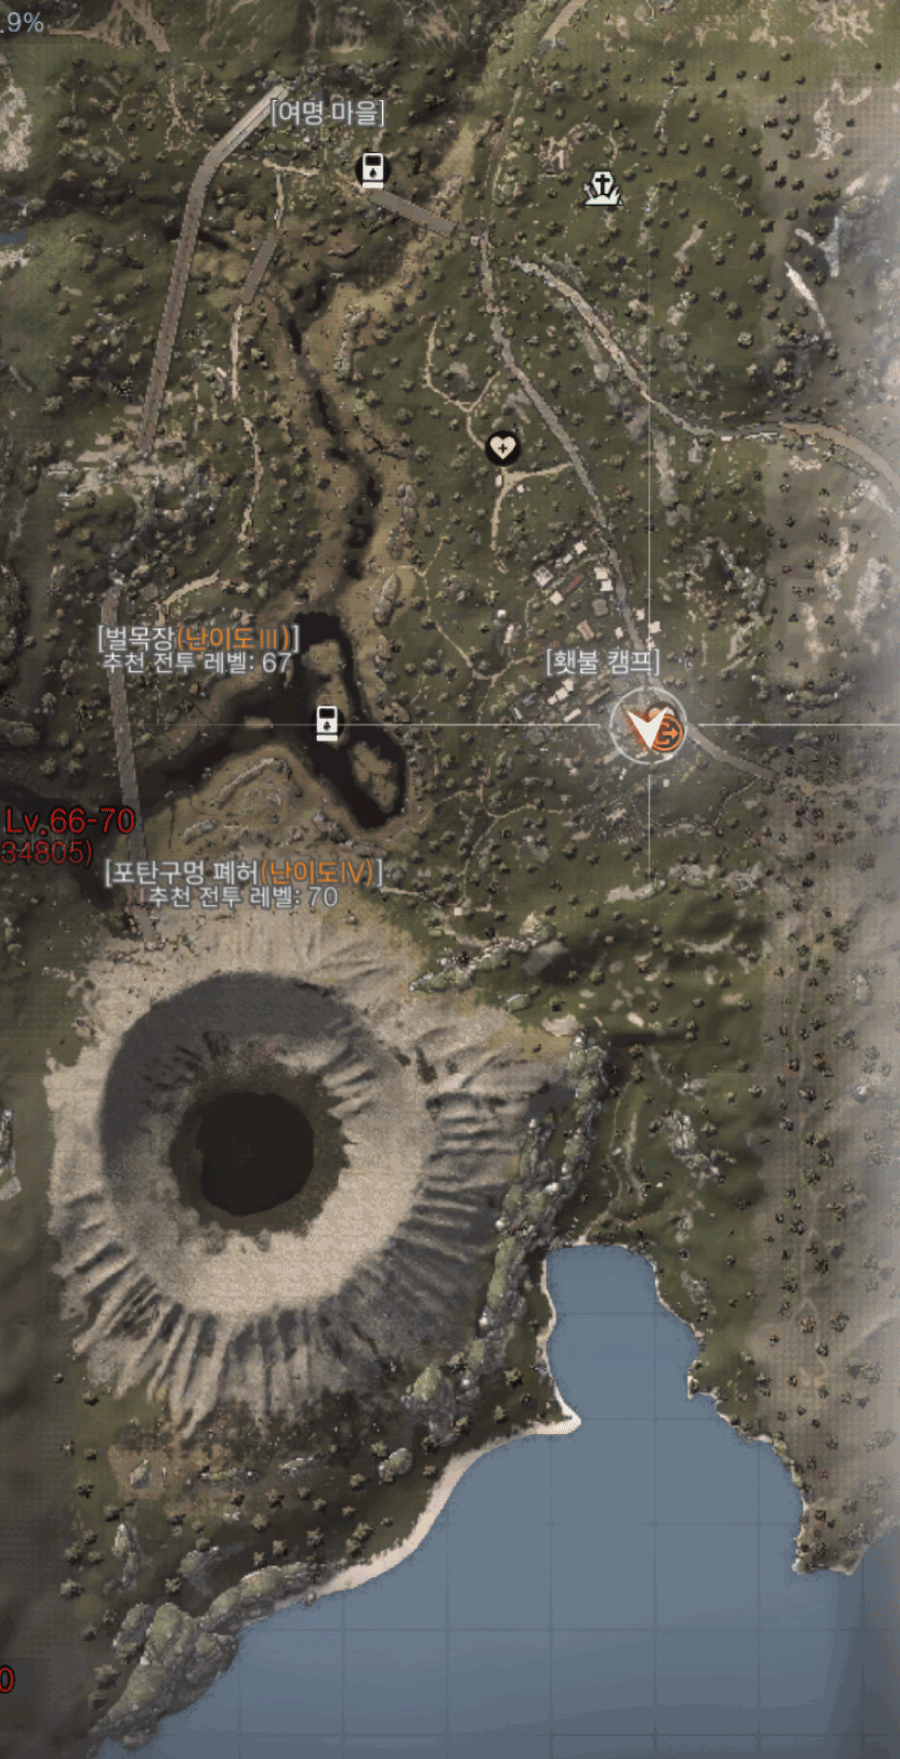 .9%
[여명 마을]
[벌목장(난이도Ⅲ)]
추천 전투 레벨: 67
[횃불 캠프]
Lv.66-70
34805)
[포탄구멍 폐허(난이도Ⅳ)]
추천 전투 레벨: 70
0